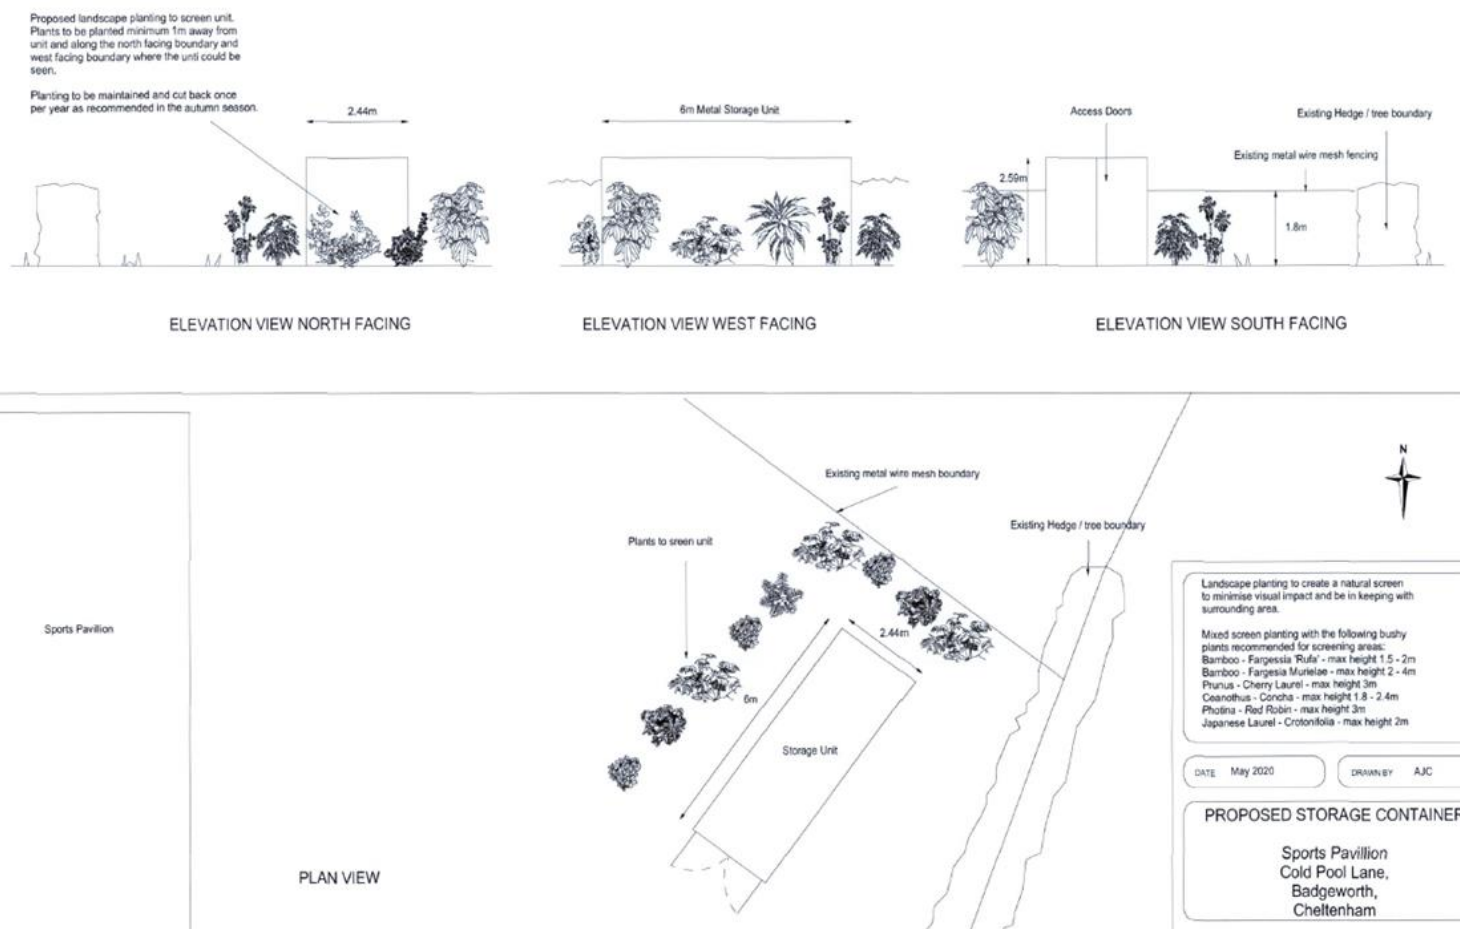 Proposed landscape planting to screen unit.
Plants to be planted minimum 1m away from
unit and along the north facing boundary and
west facing boundary where the unti could be
seen.
Planting to be maintained and cut back once
per year as recommended in the autumn season.
2.44m
6m Metal Storage Unit
Access Doors
Existing Hedge / tree boundary
Existing metal wire mesh fencing
2.59m
1.8m
ELEVATION VIEW NORTH FACING
ELEVATION VIEW WEST FACING
ELEVATION VIEW SOUTH FACING
Existing metal wire mesh boundary
N
Existing Hedge / tree boundary
Plants to sreen unit
Sports Pavillion
2.44m
6m
Storage Unit
PLAN VIEW
Landscape planting to create a natural screen
to minimise visual impact and be in keeping with
surrounding area.
Mixed screen planting with the following bushy
plants recommended for screening areas:
Bamboo - Fargessia 'Rufa' - max height 1.5 - 2m
Bamboo - Fargesia Murielae - max height 2 - 4m
Prunus - Cherry Laurel - max height 3m
Ceanothus - Concha - max height 1.8 - 2.4m
Photina - Red Robin - max height 3m
Japanese Laurel - Crotonifolia - max height 2m
DATE May 2020
DRAWN BY AJC
PROPOSED STORAGE CONTAINER
Sports Pavillion
Cold Pool Lane,
Badgeworth,
Cheltenham